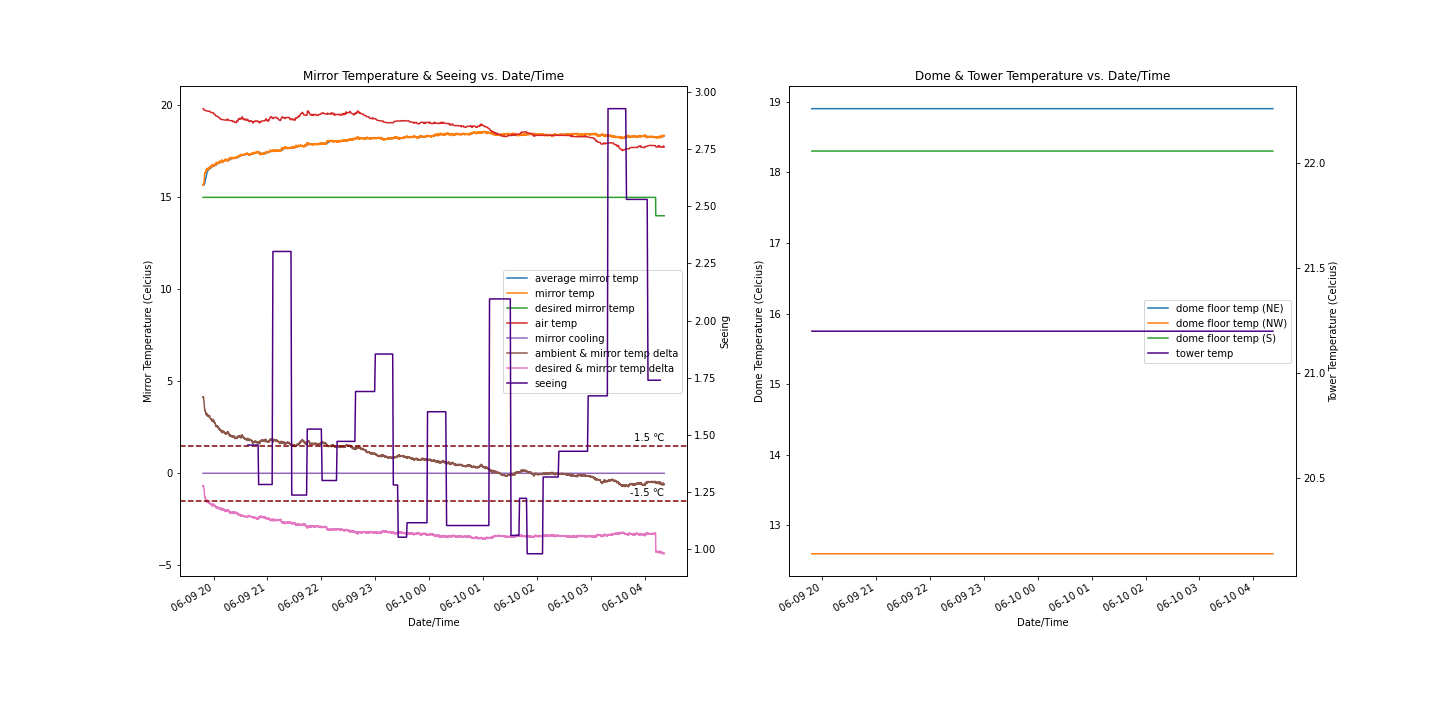 Mirror Temperature & Seeing vs. Date/Time
20
15
10
5
0
−5
Mirror Temperature (Celcius)
3.00
2.75
2.50
2.25
2.00
1.75
1.50
1.25
1.00
Seeing
average mirror temp
mirror temp
desired mirror temp
air temp
mirror cooling
ambient & mirror temp delta
desired & mirror temp delta
seeing
1.5 °C
-1.5 °C
06-09 20
06-09 21
06-09 22
06-09 23
06-10 00
06-10 01
06-10 02
06-10 03
06-10 04
Date/Time
Dome & Tower Temperature vs. Date/Time
19
18
17
16
15
14
13
Dome Temperature (Celcius)
22.0
21.5
21.0
20.5
Tower Temperature (Celcius)
dome floor temp (NE)
dome floor temp (NW)
dome floor temp (S)
tower temp
06-09 20
06-09 21
06-09 22
06-09 23
06-10 00
06-10 01
06-10 02
06-10 03
06-10 04
Date/Time